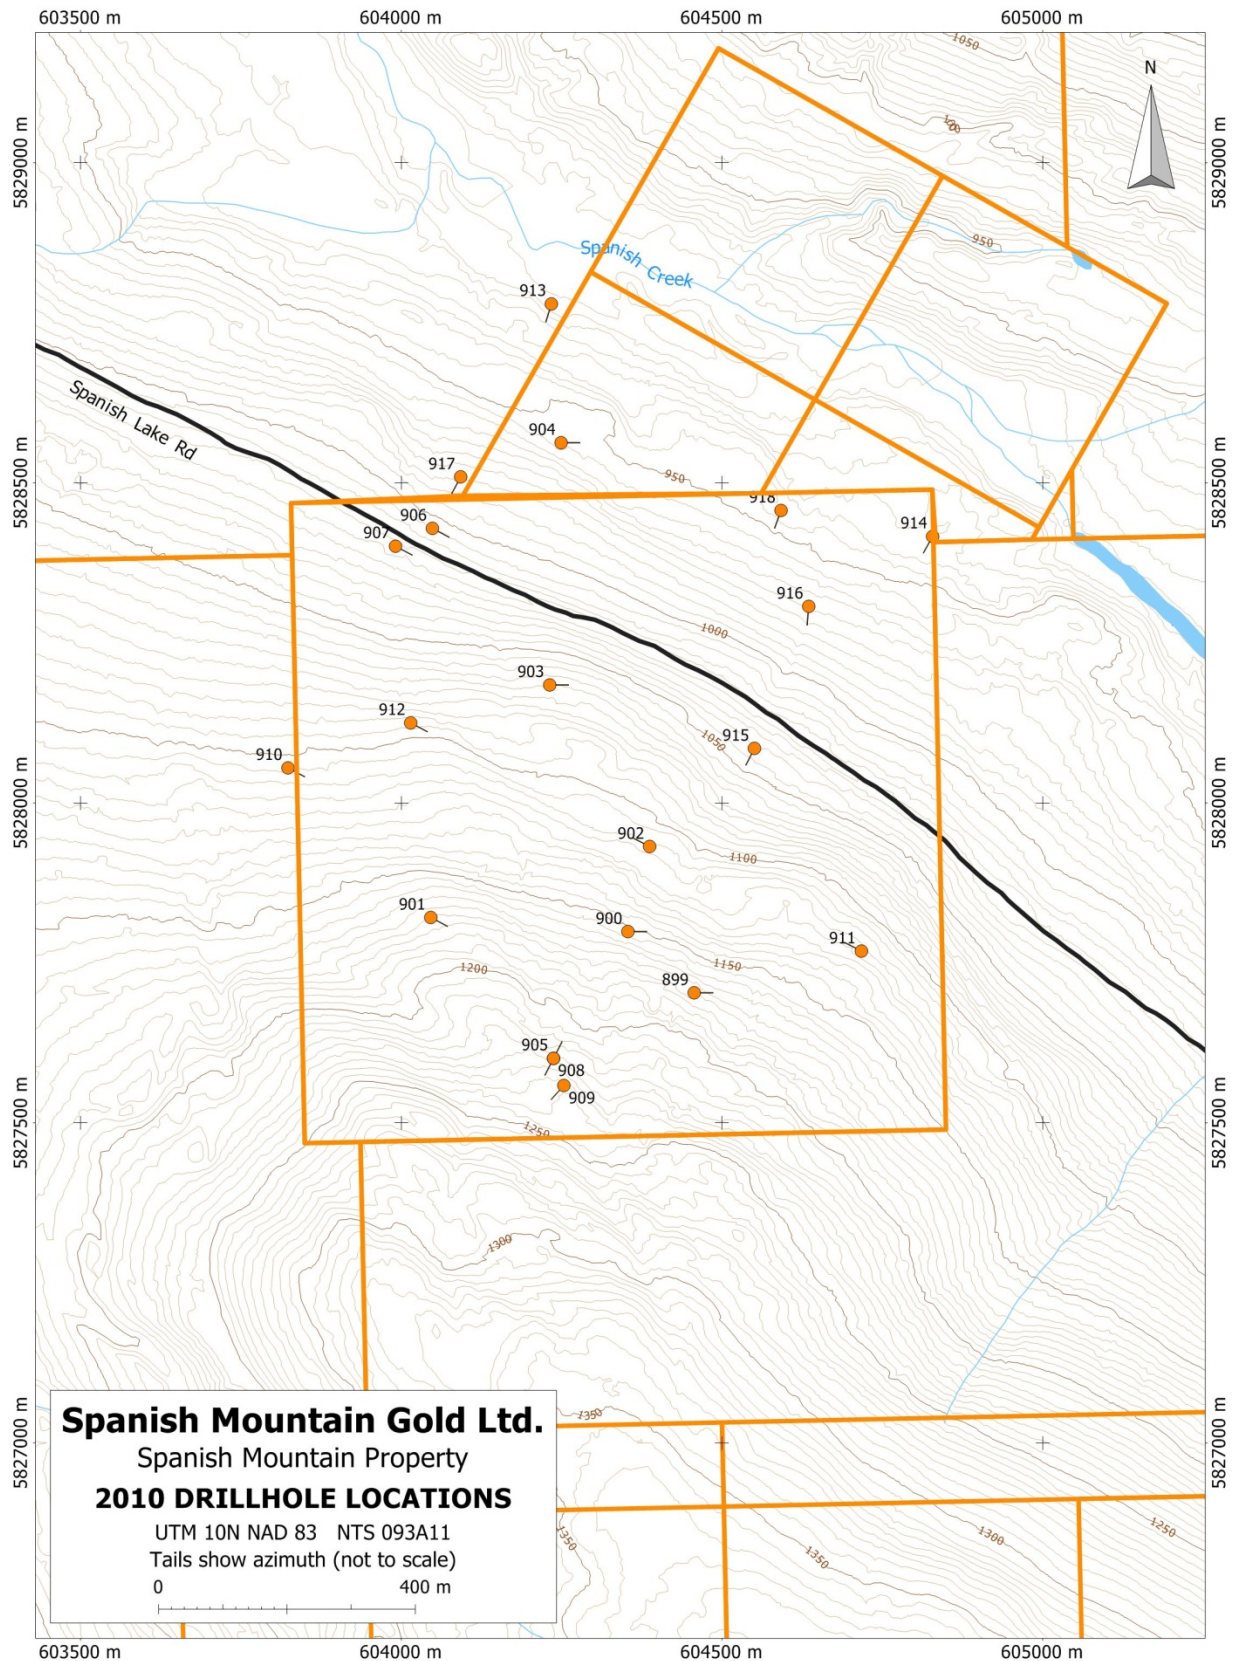 603500 m 604000 m 604500 m 605000 m
1050
N
5829000 m
5829000 m
950
Spanish Creek
913
Spanish Lake Rd
904
917
950
5828500 m
5828500 m
918
906
914
907
916
1000
903
912
915
1050
910
5828000 m
5828000 m
902
1100
901
900
911
1150
1200
899
905
908
909
5827500 m
5827500 m
1250
1300
Spanish Mountain Gold Ltd.
Spanish Mountain Property
2010 DRILLHOLE LOCATIONS
UTM 10N NAD 83 NTS 093A11
Tails show azimuth (not to scale)
0 400 m
1350
5827000 m
5827000 m
1350
1350
1300
1250
603500 m 604000 m 604500 m 605000 m